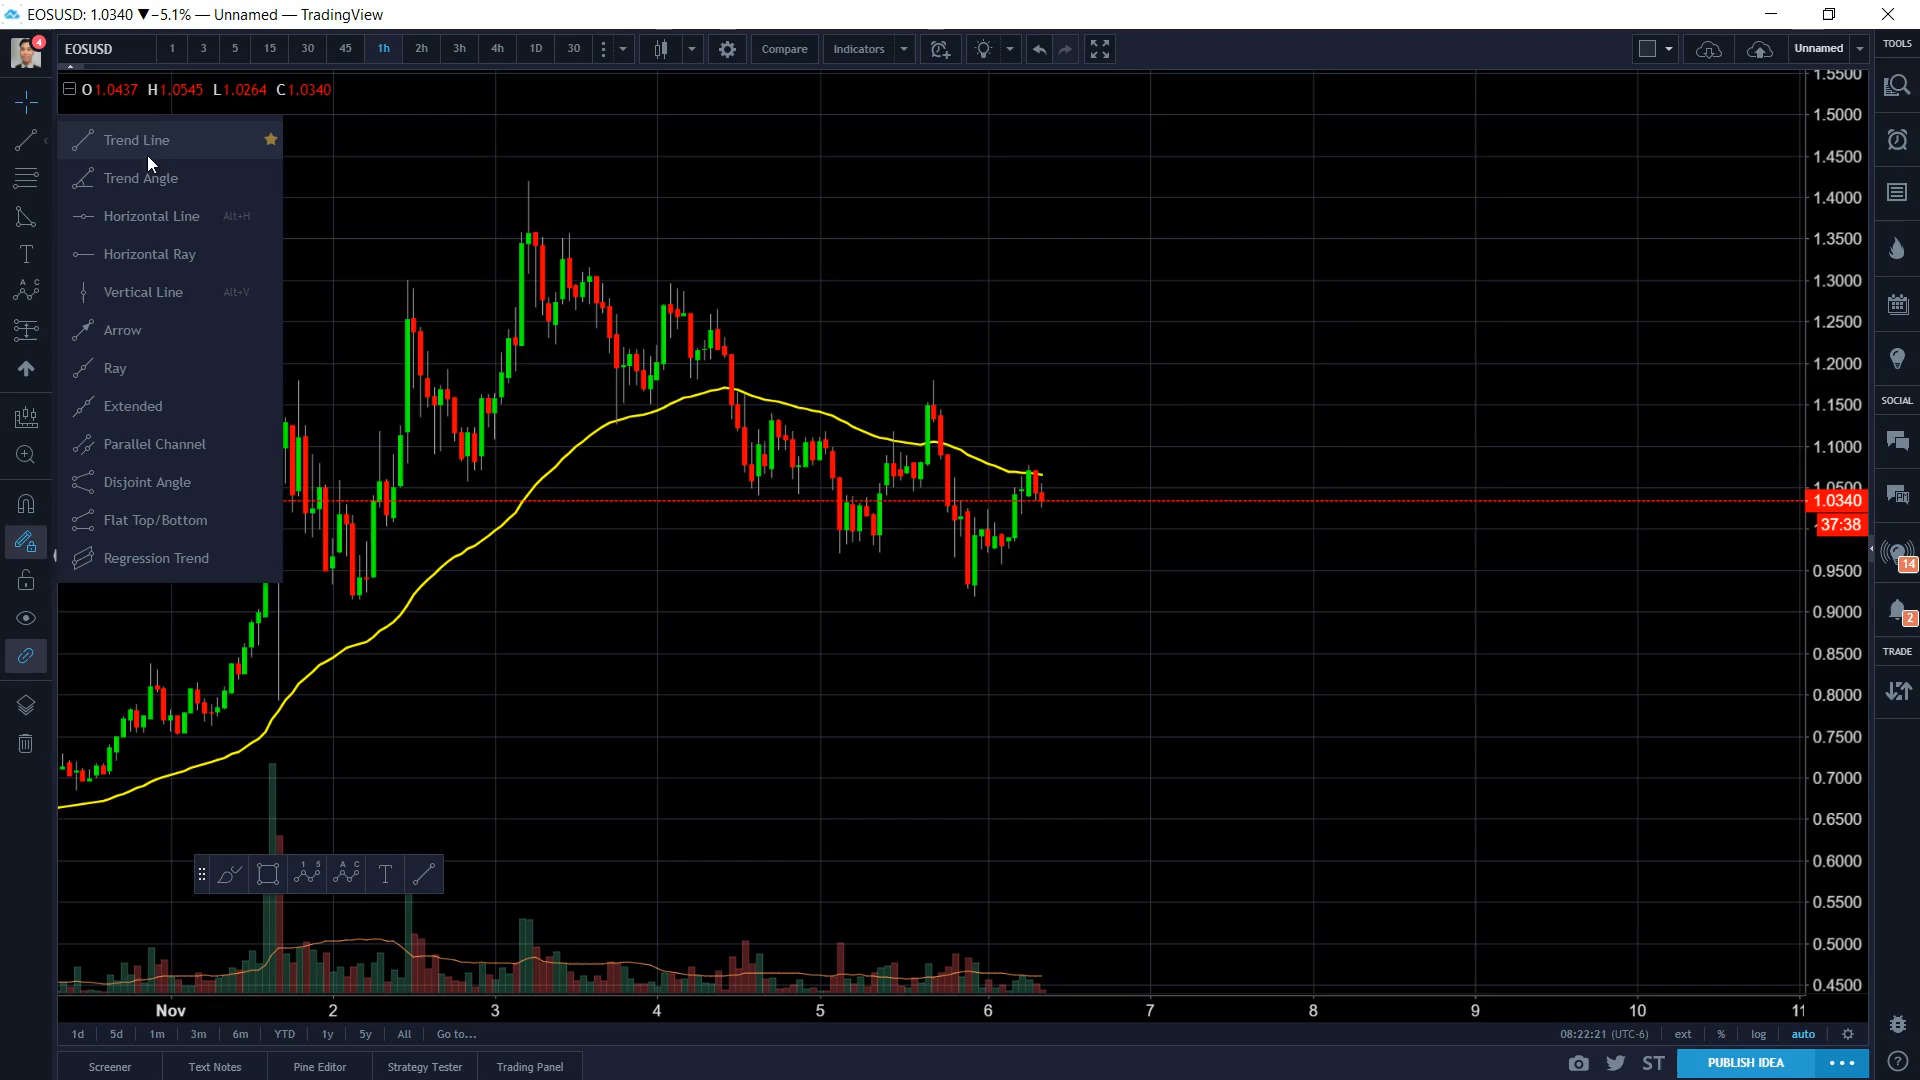 EOSUSD: 1.0340 ▼ −5.1% — Unnamed — TradingView
4
EOSUSD 1 3 5 15 30 45 1h 2h 3h 4h 1D 30 Compare Indicators Unnamed TOOLS
O1.0437 H1.0545 L1.0264 C1.0340
Trend Line
Trend Angle
Horizontal Line Alt+H
Horizontal Ray
Vertical Line Alt+V
Arrow
Ray
Extended
Parallel Channel
Disjoint Angle
Flat Top/Bottom
Regression Trend
T
A C
1 5
A C
T
1.5500
1.5000
1.4500
1.4000
1.3500
1.3000
1.2500
1.2000
1.1500
1.1000
1.0500
1.0340
37:38
0.9500
0.9000
0.8500
0.8000
0.7500
0.7000
0.6500
0.6000
0.5500
0.5000
0.4500
SOCIAL
14
2
TRADE
Nov 2 3 4 5 6 7 8 9 10 11
1d 5d 1m 3m 6m YTD 1y 5y All Go to... 08:22:21 (UTC-6) ext % log auto
Screener Text Notes Pine Editor Strategy Tester Trading Panel ST PUBLISH IDEA